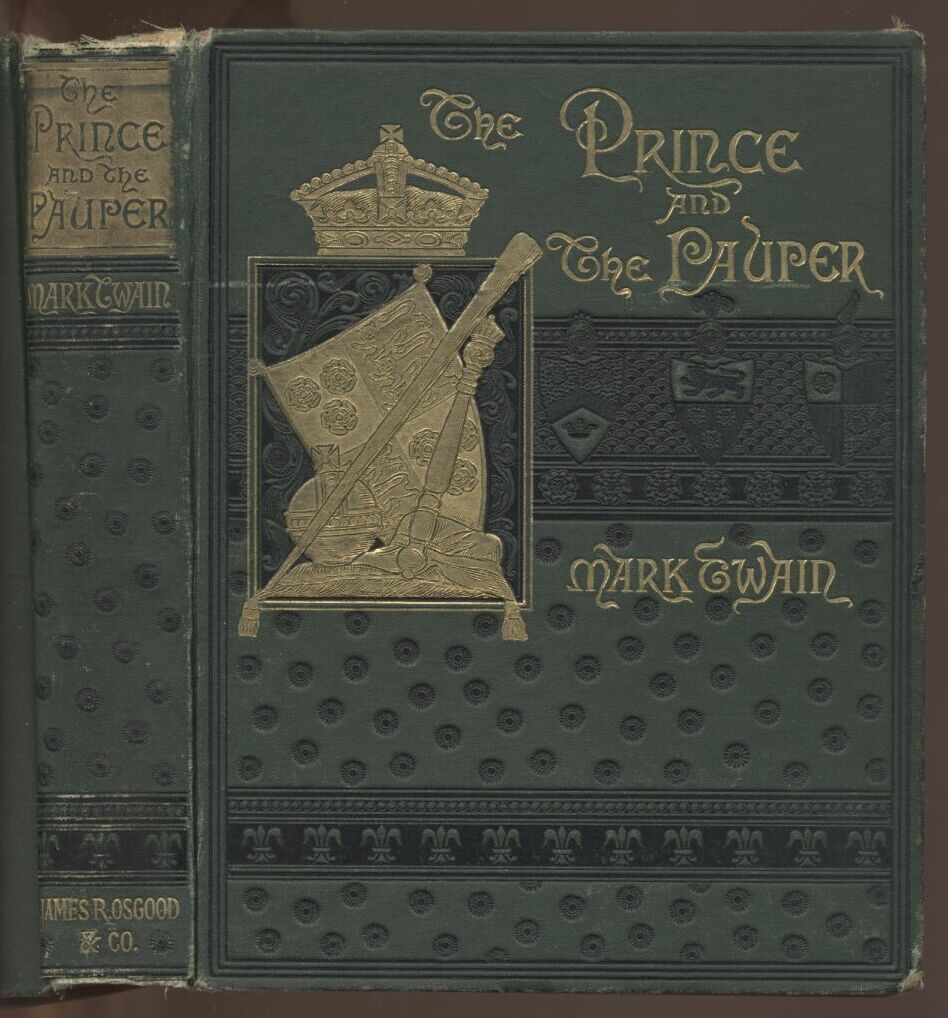 The
PRINCE
AND THE
PAUPER
MARK TWAIN
JAMES R. OSGOOD
& CO.
The PRINCE
AND
The PAUPER
MARK TWAIN